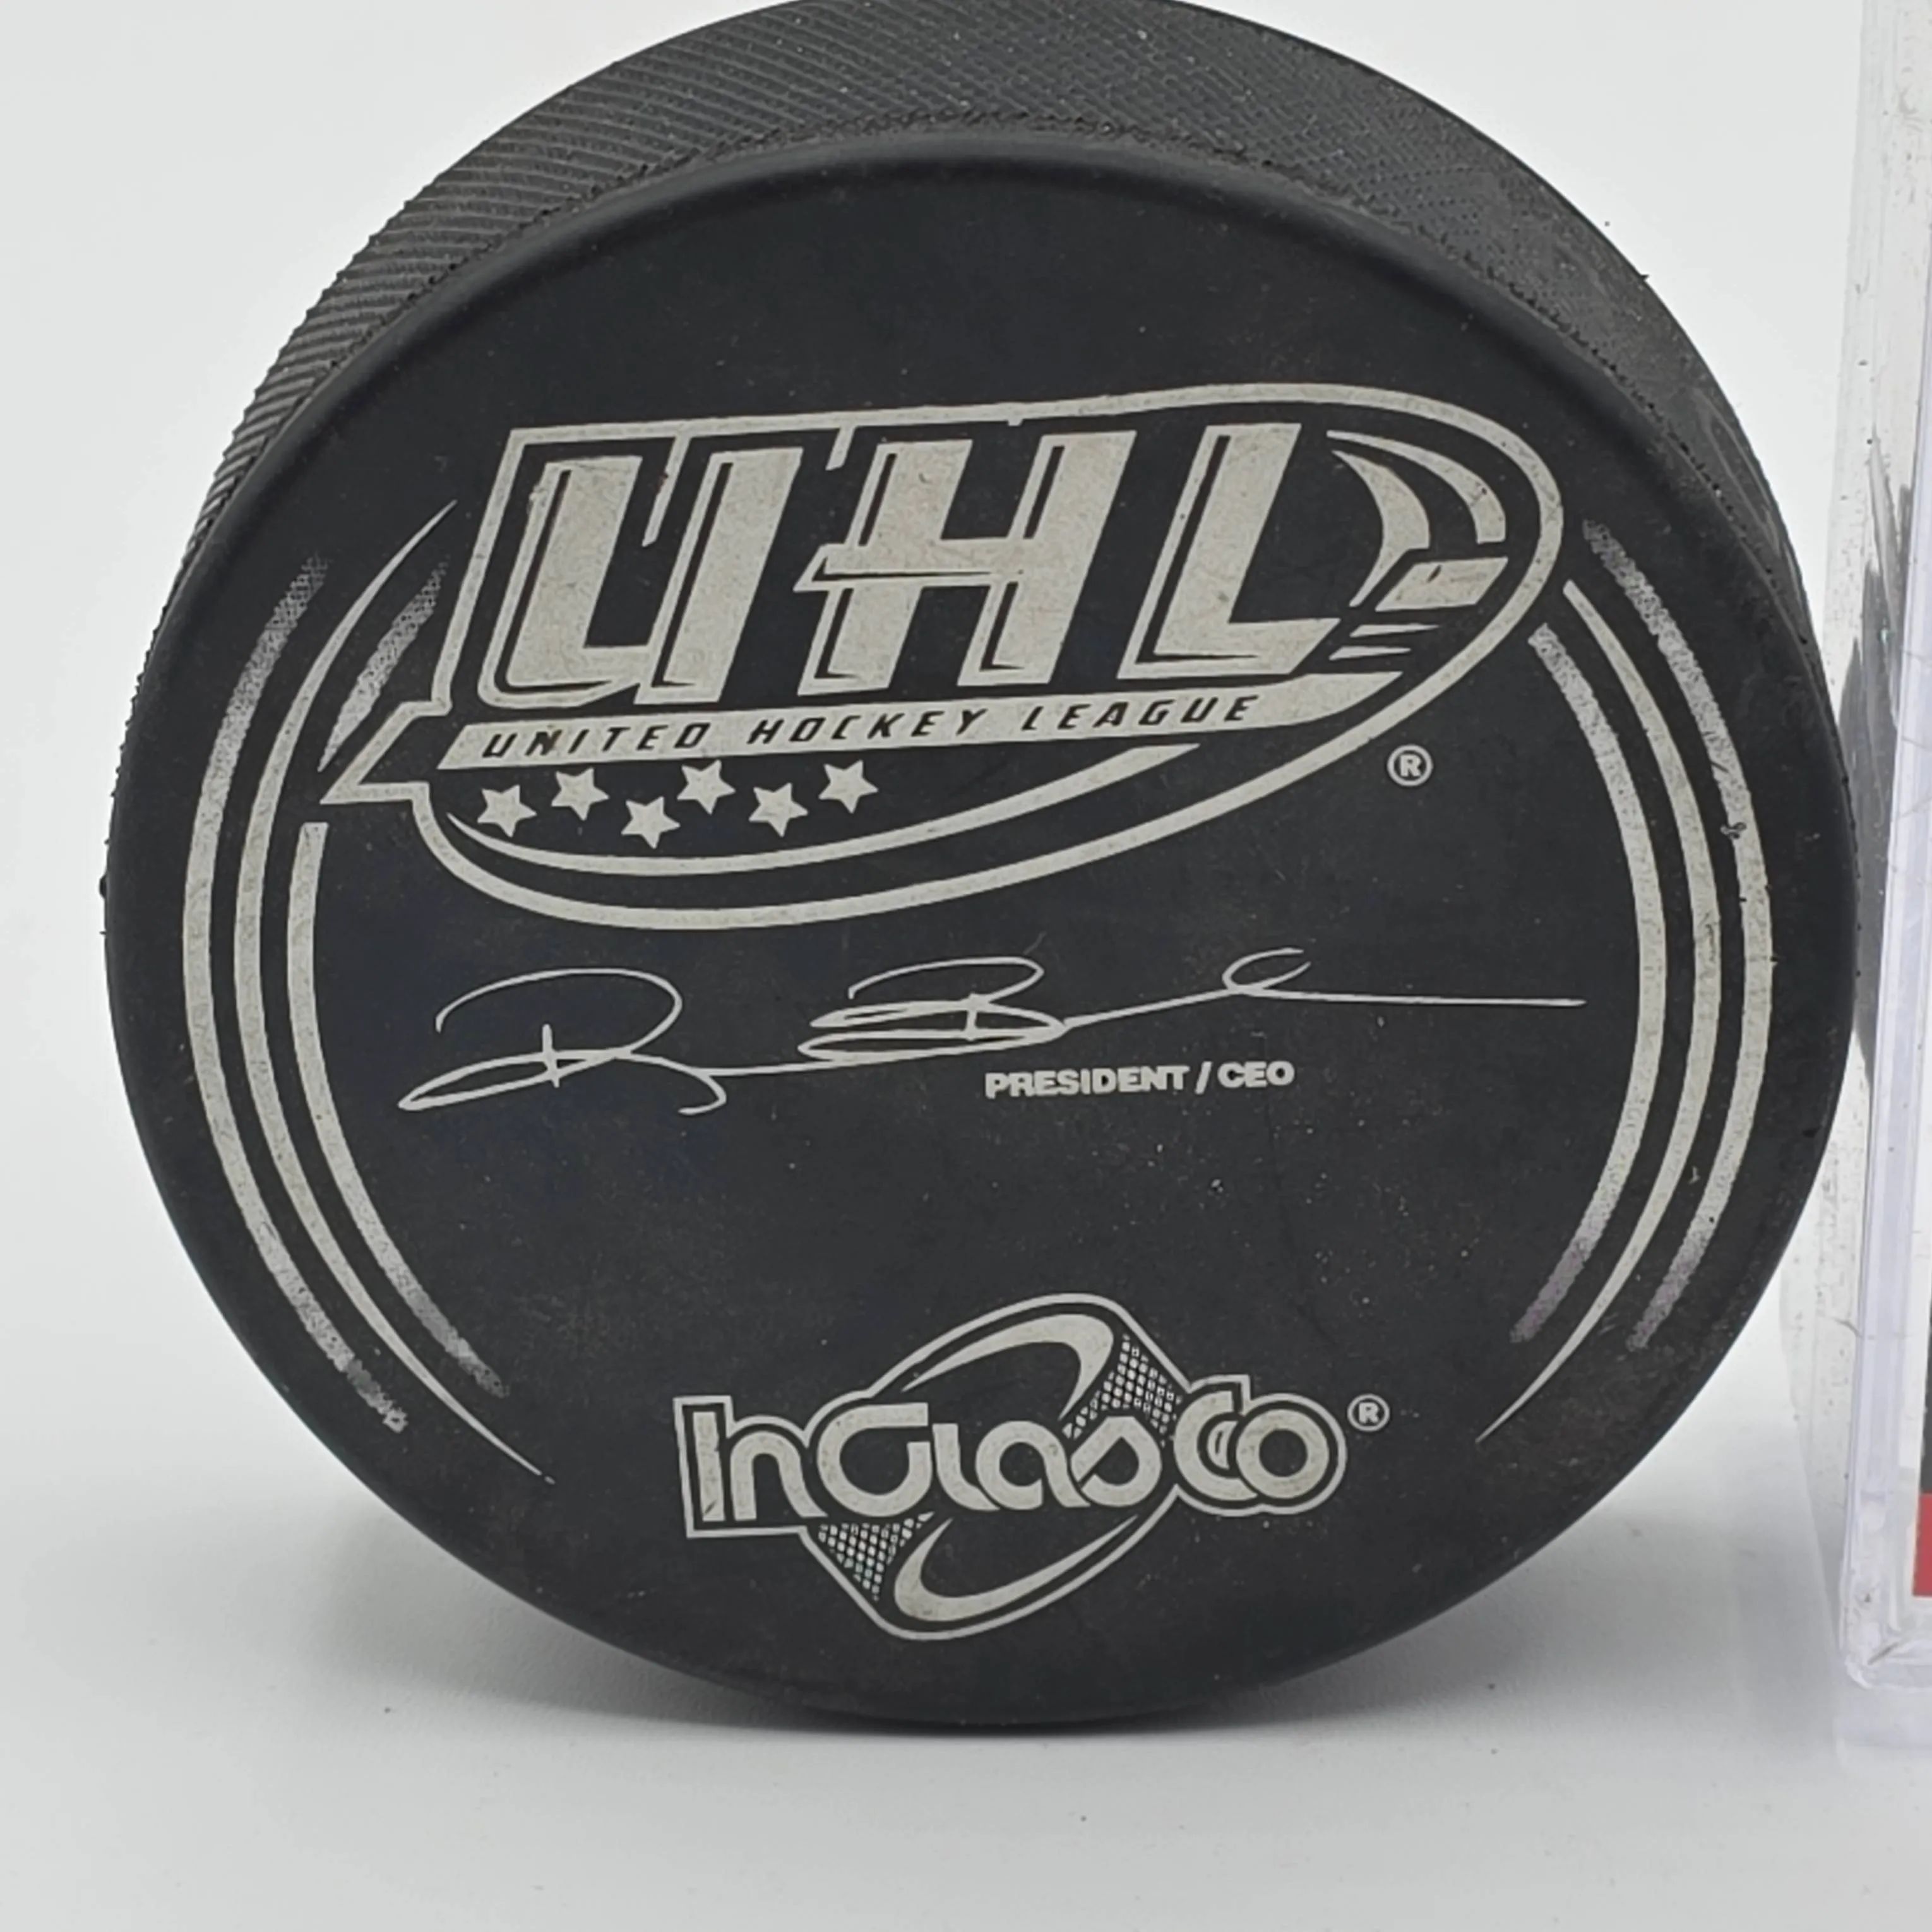 UHL
UNITED HOCKEY LEAGUE
®
PRESIDENT / CEO
InGlasCo®